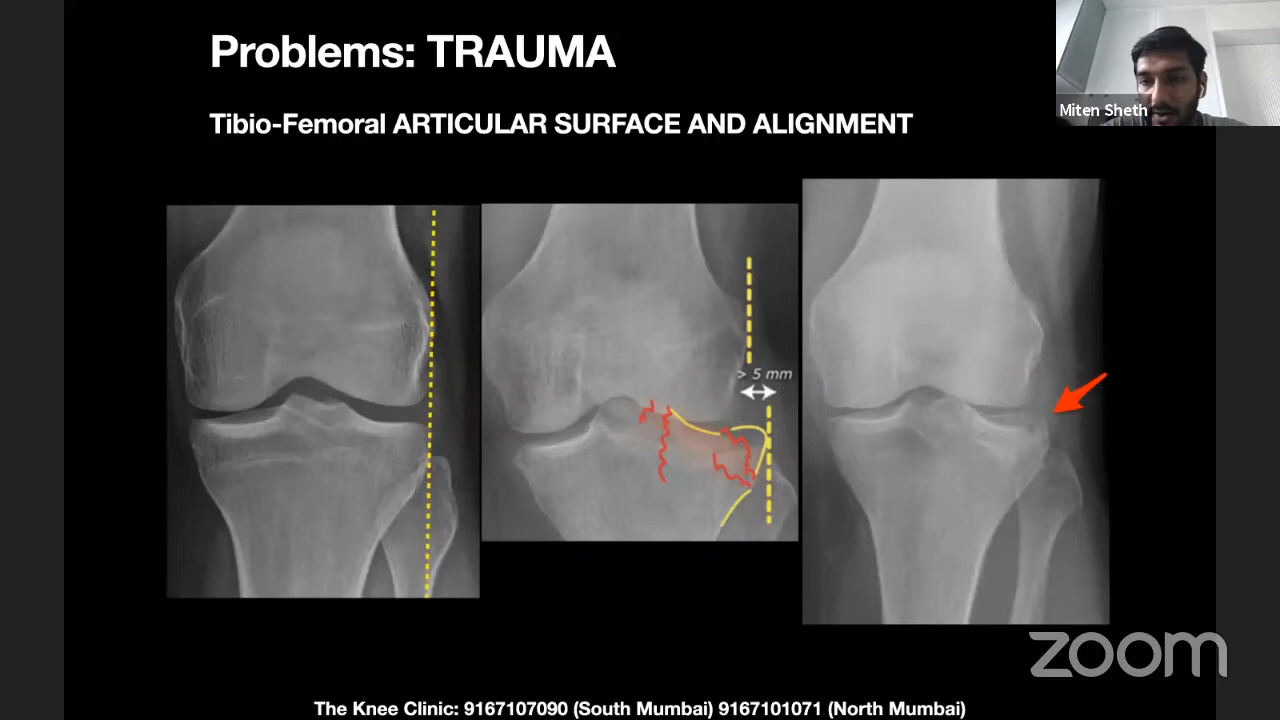 Problems: TRAUMA
Miten Sheth
Tibio-Femoral ARTICULAR SURFACE AND ALIGNMENT
> 5 mm
zoom
The Knee Clinic: 9167107090 (South Mumbai) 9167101071 (North Mumbai)